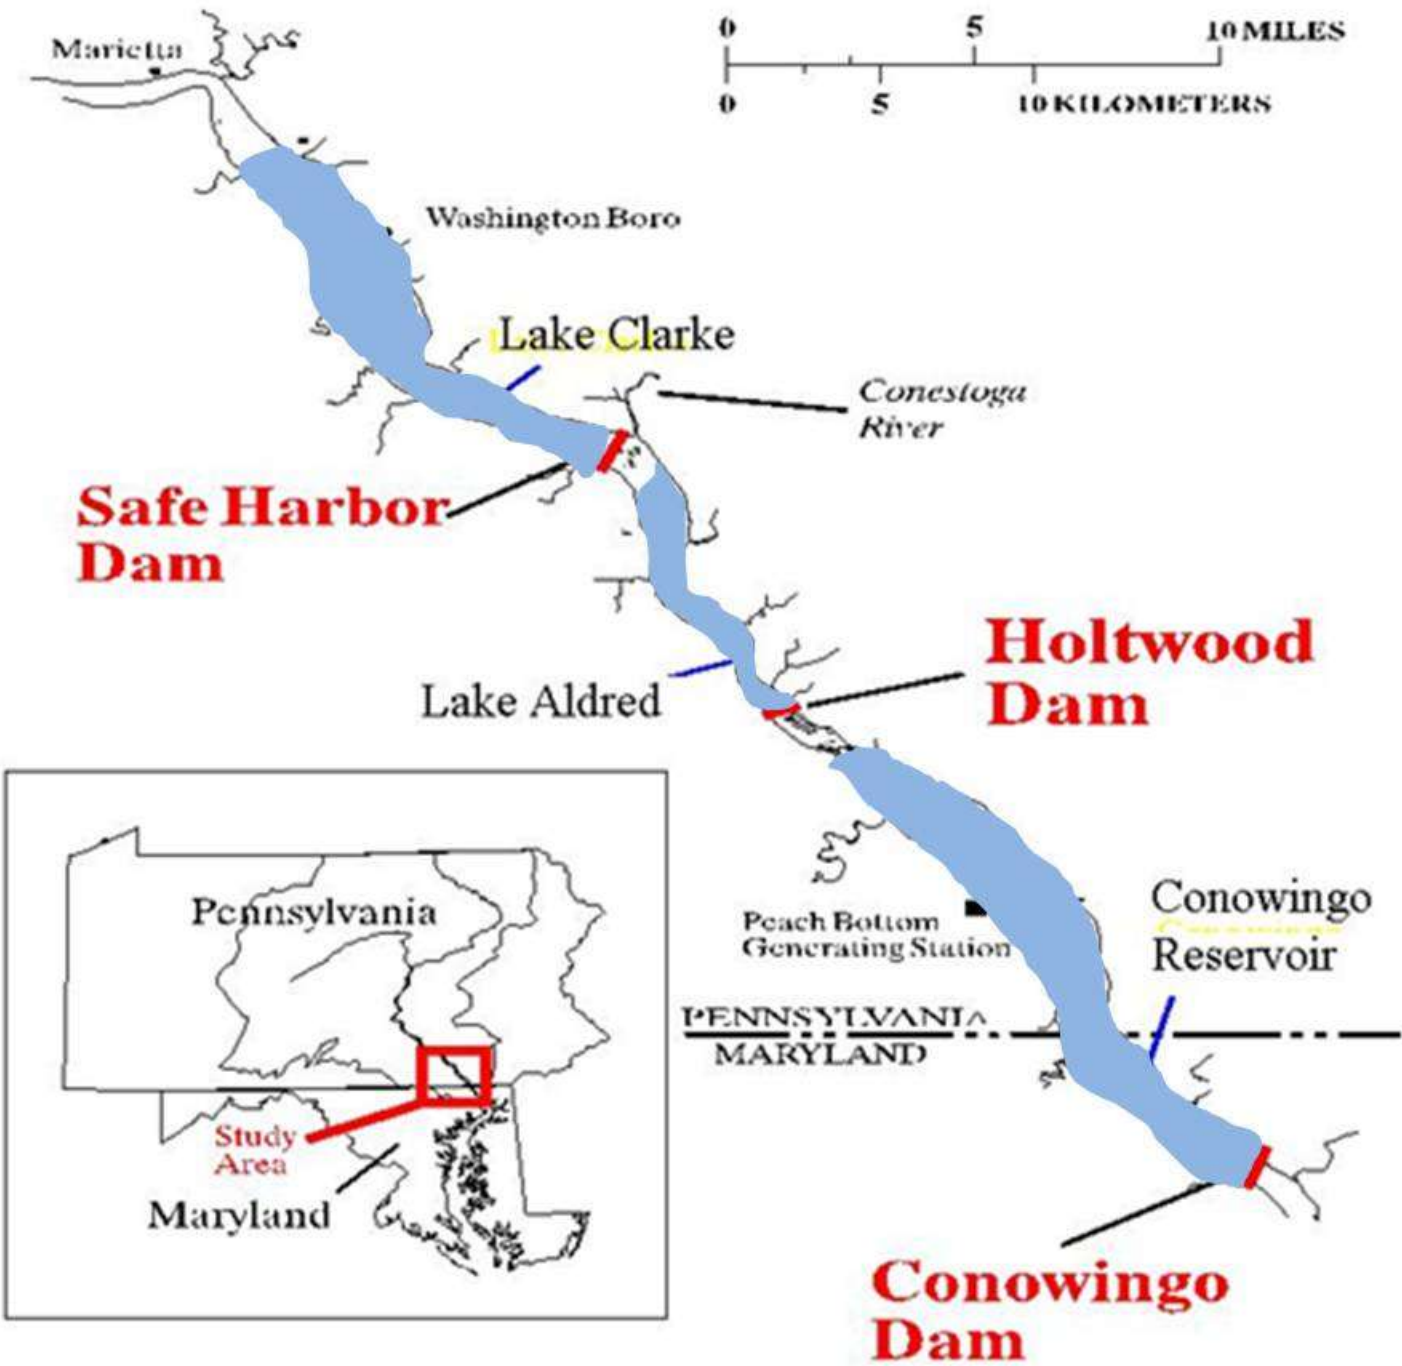 0 5 10 MILES
0 5 10 KILOMETERS
Marietta
Washington Boro
Lake Clarke
Conestoga
River
Safe Harbor
Dam
Holtwood
Dam
Lake Aldred
Conowingo
Reservoir
Peach Bottom
Generating Station
PENNSYLVANIA
MARYLAND
Pennsylvania
Study
Area
Maryland
Conowingo
Dam